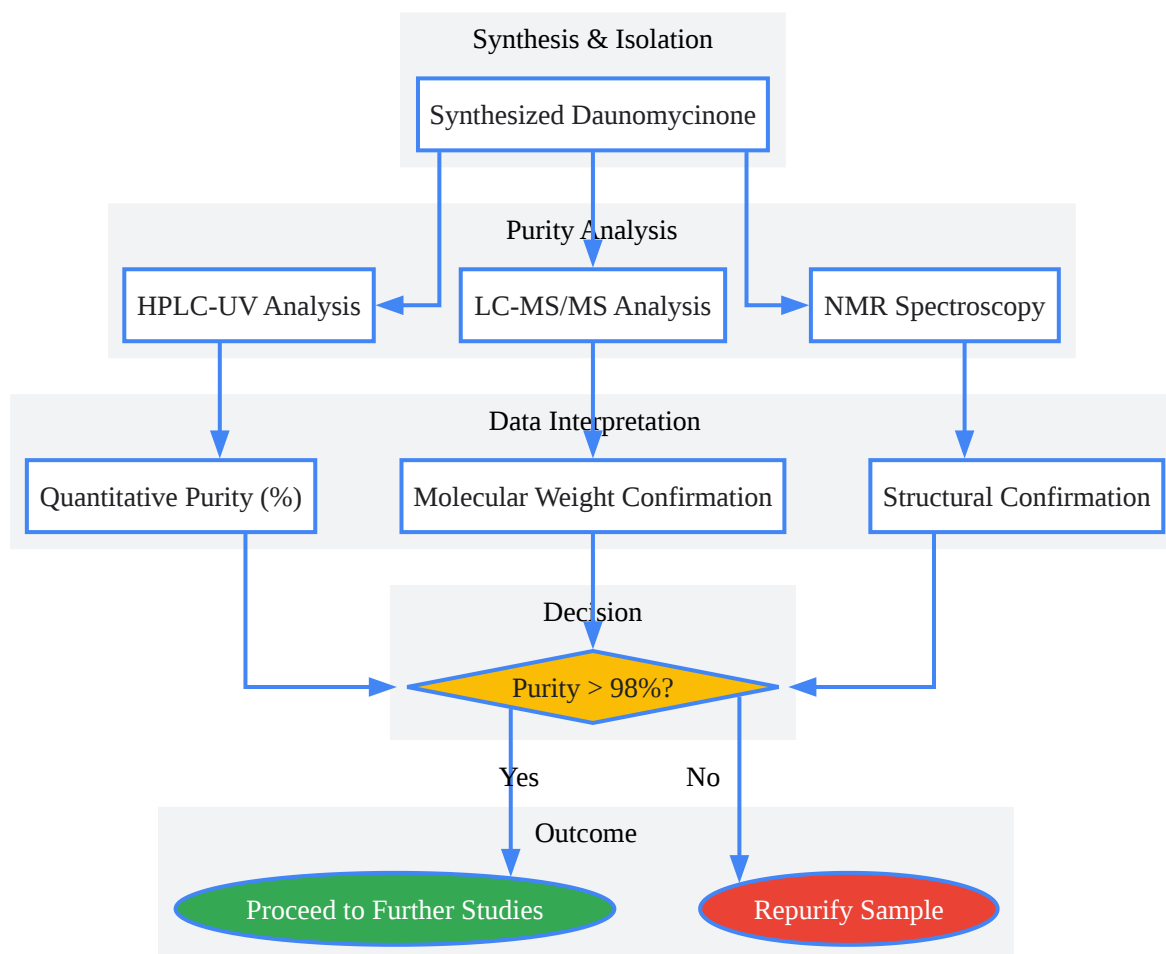 Synthesis & Isolation
Synthesized Daunomycinone
Purity Analysis
HPLC-UV Analysis
LC-MS/MS Analysis
NMR Spectroscopy
Data Interpretation
Quantitative Purity (%)
Molecular Weight Confirmation
Structural Confirmation
Decision
Purity > 98%?
Yes
No
Outcome
Proceed to Further Studies
Repurify Sample